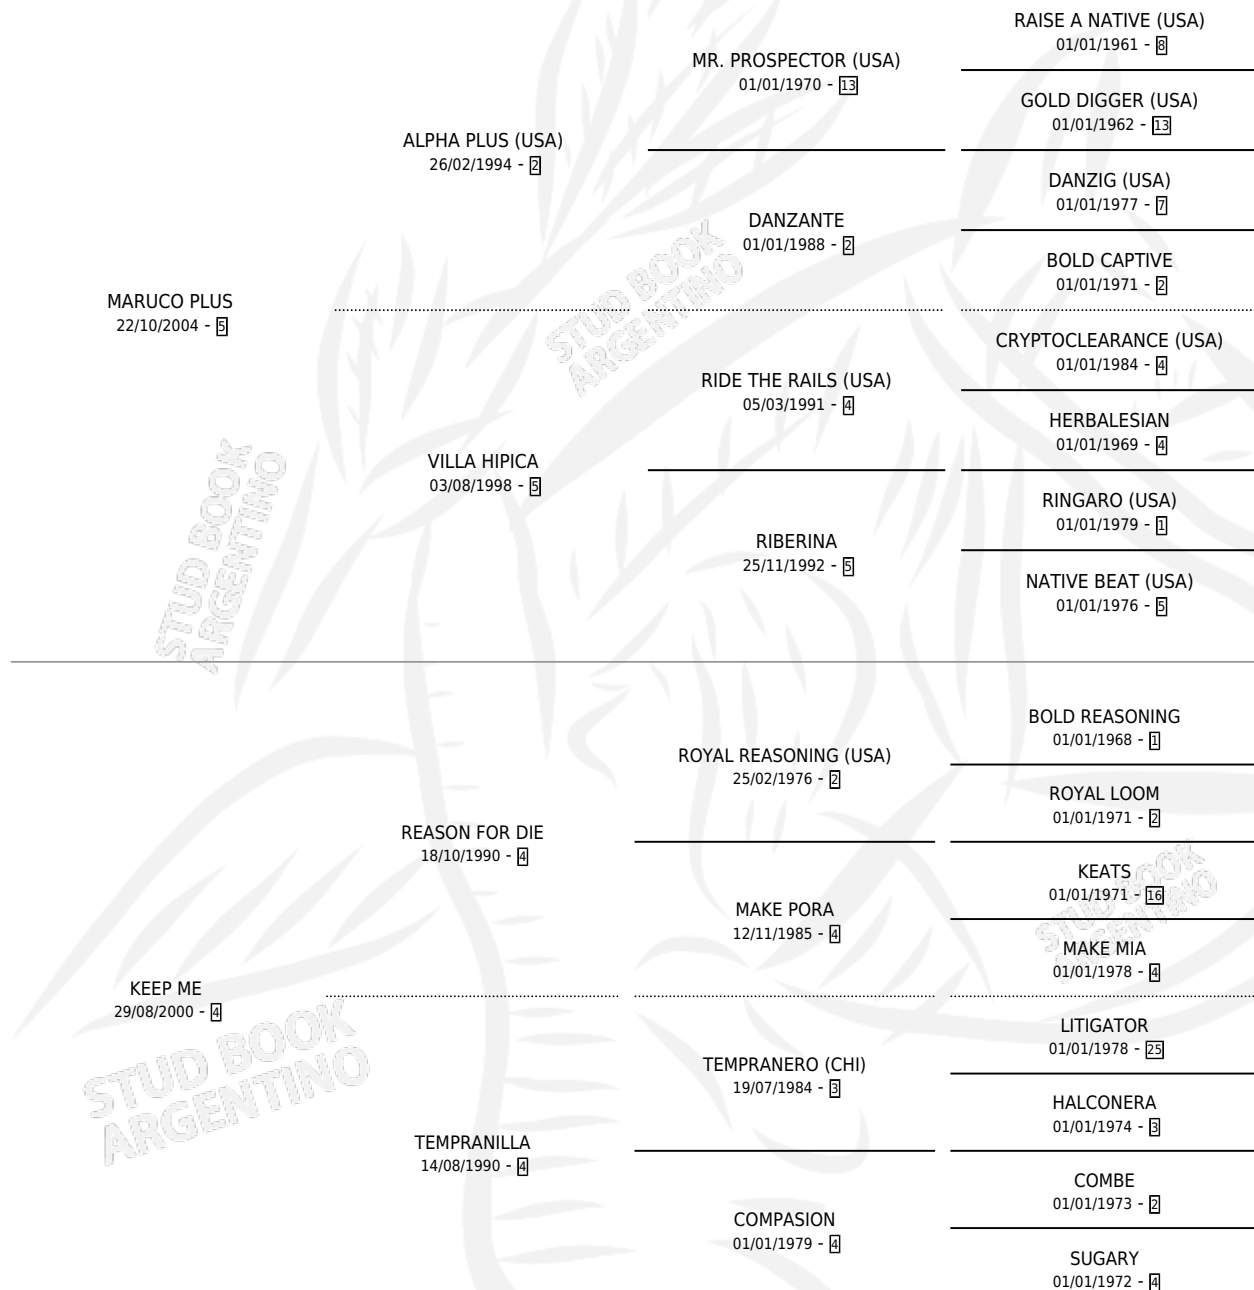 RAISE A NATIVE (USA)
01/01/1961 - 8
MR. PROSPECTOR (USA)
01/01/1970 - 13
GOLD DIGGER (USA)
01/01/1962 - 13
ALPHA PLUS (USA)
26/02/1994 - 2
DANZIG (USA)
01/01/1977 - 7
DANZANTE
01/01/1988 - 2
BOLD CAPTIVE
01/01/1971 - 2
MARUCO PLUS
22/10/2004 - 5
STUD BOOK
ARGENTINO
CRYPTOCLEARANCE (USA)
01/01/1984 - 4
RIDE THE RAILS (USA)
05/03/1991 - 4
HERBALESIAN
01/01/1969 - 4
VILLA HIPICA
03/08/1998 - 5
RINGARO (USA)
01/01/1979 - 1
RIBERINA
25/11/1992 - 5
NATIVE BEAT (USA)
01/01/1976 - 5
STUD BOOK
ARGENTINO
BOLD REASONING
01/01/1968 - 1
ROYAL REASONING (USA)
25/02/1976 - 2
ROYAL LOOM
01/01/1971 - 2
REASON FOR DIE
18/10/1990 - 4
KEATS
01/01/1971 - 16
MAKE PORA
12/11/1985 - 4
STUD BOOK
ARGENTINO
MAKE MIA
01/01/1978 - 4
KEEP ME
29/08/2000 - 4
LITIGATOR
01/01/1978 - 25
TEMPRANERO (CHI)
19/07/1984 - 3
HALCONERA
01/01/1974 - 3
STUD BOOK
ARGENTINO
TEMPRANILLA
14/08/1990 - 4
COMBE
01/01/1973 - 2
COMPASION
01/01/1979 - 4
SUGARY
01/01/1972 - 4